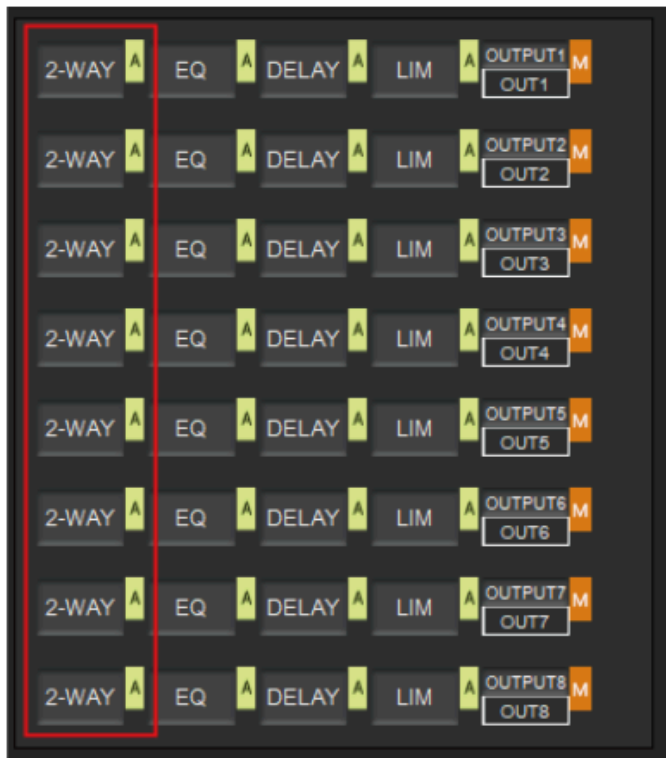 2-WAY A EQ A DELAY A LIM A OUTPUT1 M
OUT1
2-WAY A EQ A DELAY A LIM A OUTPUT2 M
OUT2
2-WAY A EQ A DELAY A LIM A OUTPUT3 M
OUT3
2-WAY A EQ A DELAY A LIM A OUTPUT4 M
OUT4
2-WAY A EQ A DELAY A LIM A OUTPUT5 M
OUT5
2-WAY A EQ A DELAY A LIM A OUTPUT6 M
OUT6
2-WAY A EQ A DELAY A LIM A OUTPUT7 M
OUT7
2-WAY A EQ A DELAY A LIM A OUTPUT8 M
OUT8